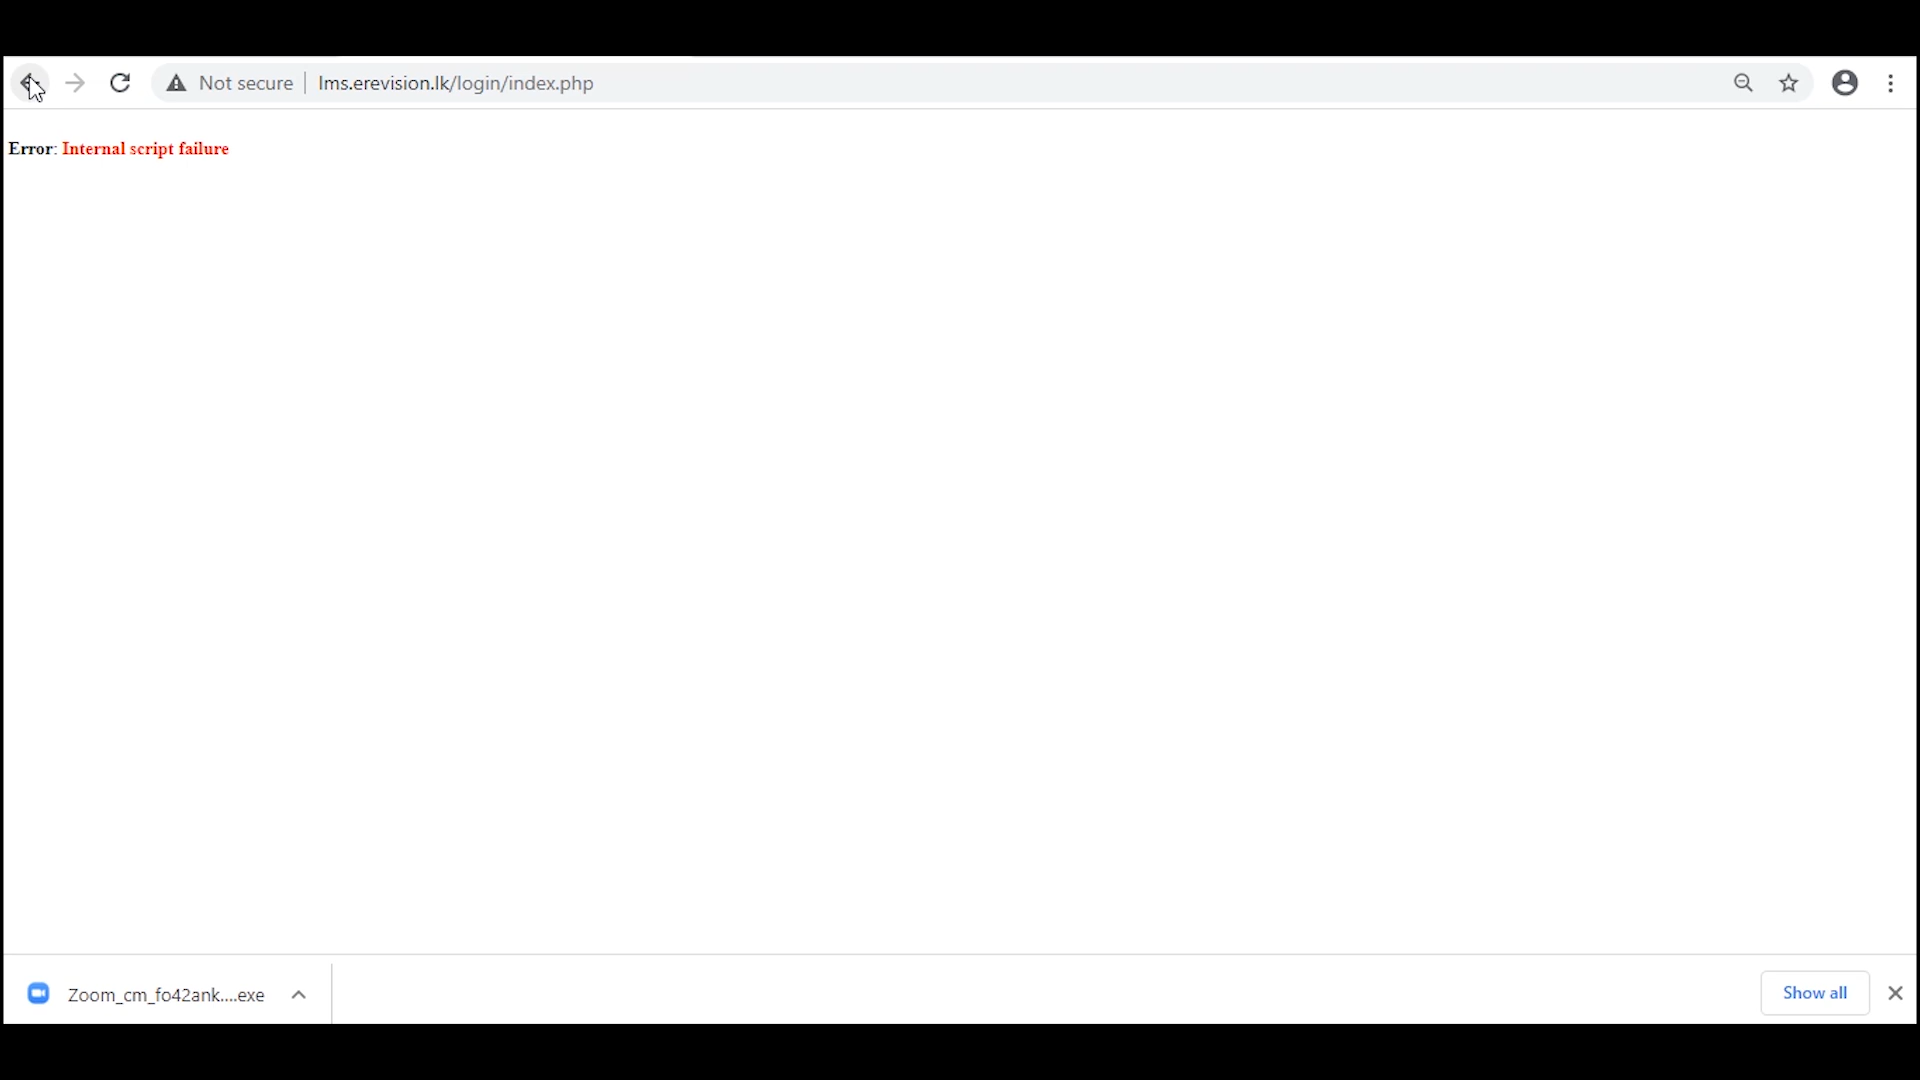 Not secure | lms.erevision.lk/login/index.php
Error: Internal script failure
Zoom_cm_fo42ank....exe
Show all